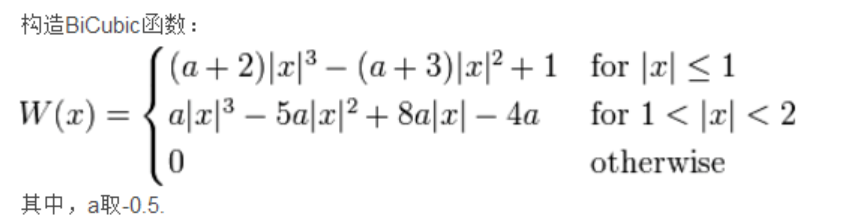 构造BiCubic函数：
W(x) = { (a + 2)|x|³ − (a + 3)|x|² + 1 for |x| ≤ 1
a|x|³ − 5a|x|² + 8a|x| − 4a for 1 < |x| < 2
0 otherwise
其中，a取-0.5.